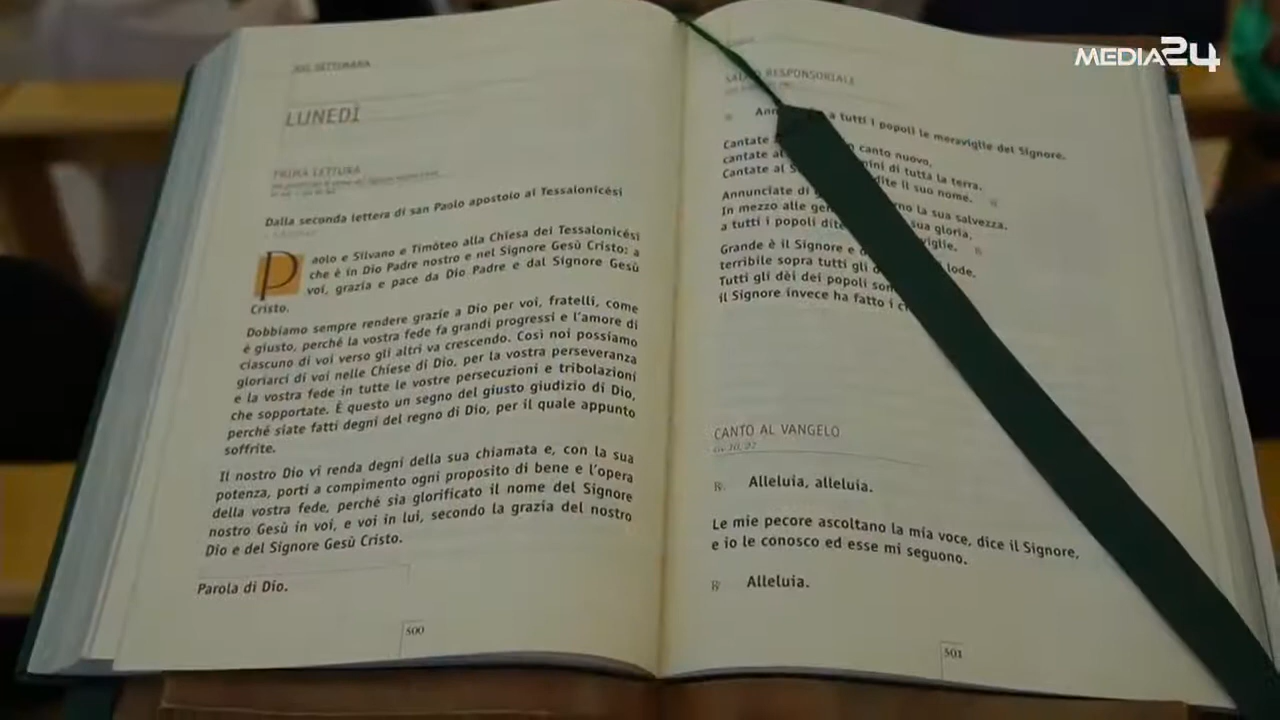 MEDIA24
XXI SETTIMANA
LUNEDÌ
PRIMA LETTURA
Dalla seconda lettera di san Paolo apostolo ai Tessalonicési
Paolo e Silvano e Timòteo alla Chiesa dei Tessalonicési
che è in Dio Padre nostro e nel Signore Gesù Cristo: a
voi, grazia e pace da Dio Padre e dal Signore Gesù
Cristo.
Dobbiamo sempre rendere grazie a Dio per voi, fratelli, come
è giusto, perché la vostra fede fa grandi progressi e l'amore di
ciascuno di voi verso gli altri va crescendo. Così noi possiamo
gloriarci di voi nelle Chiese di Dio, per la vostra perseveranza
e la vostra fede in tutte le vostre persecuzioni e tribolazioni
che sopportate. È questo un segno del giusto giudizio di Dio,
perché siate fatti degni del regno di Dio, per il quale appunto
soffrite.
Il nostro Dio vi renda degni della sua chiamata e, con la sua
potenza, porti a compimento ogni proposito di bene e l'opera
della vostra fede, perché sia glorificato il nome del Signore
nostro Gesù in voi, e voi in lui, secondo la grazia del nostro
Dio e del Signore Gesù Cristo.
Parola di Dio.
500
RESPONSORIALE
a tutti i popoli le meraviglie del Signore.
Cantate canto nuovo,
cantate al di tutta la terra.
Cantate al il suo nome.
Annunciate di la sua salvezza.
In mezzo alle sua gloria,
a tutti i popoli dite
Grande è il Signore e lode,
terribile sopra tutti gli
Tutti gli dèi dei popoli
il Signore invece ha fatto i
CANTO AL VANGELO
Gv 10, 27
R. Alleluia, alleluia.
Le mie pecore ascoltano la mia voce, dice il Signore,
e io le conosco ed esse mi seguono.
R. Alleluia.
501